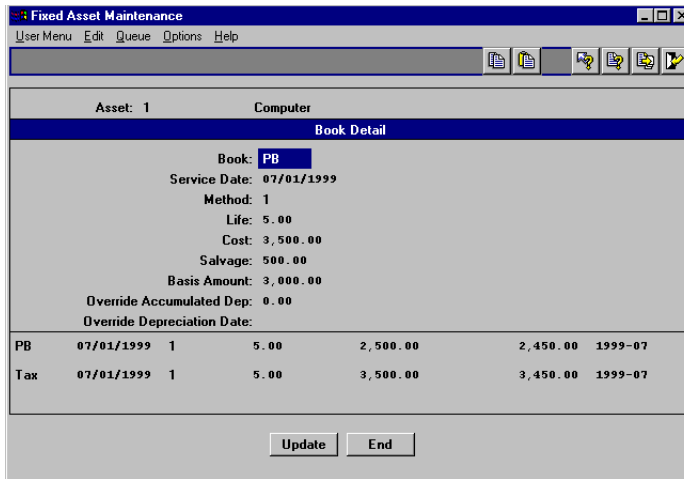 Fixed Asset Maintenance
User Menu Edit Queue Options Help
Asset: 1 Computer
Book Detail
Book: PB
Service Date: 07/01/1999
Method: 1
Life: 5.00
Cost: 3,500.00
Salvage: 500.00
Basis Amount: 3,000.00
Override Accumulated Dep: 0.00
Override Depreciation Date:
PB 07/01/1999 1 5.00 2,500.00 2,450.00 1999-07
Tax 07/01/1999 1 5.00 3,500.00 3,450.00 1999-07
Update End